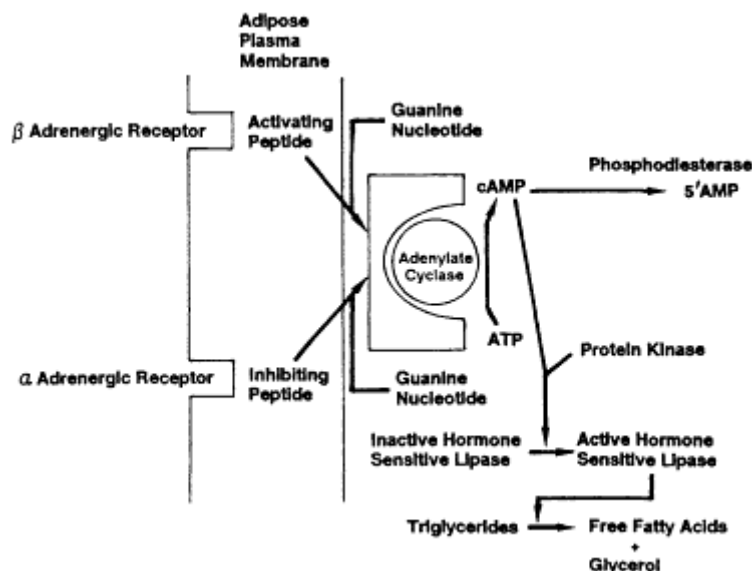 Adipose
Plasma
Membrane
β Adrenergic Receptor
Activating
Peptide
Guanine
Nucleotide
Phosphodiesterase
cAMP
5'AMP
Adenylate
Cyclase
ATP
Protein Kinase
α Adrenergic Receptor
Inhibiting
Peptide
Guanine
Nucleotide
Inactive Hormone
Sensitive Lipase
Active Hormone
Sensitive Lipase
Triglycerides
Free Fatty Acids
+
Glycerol